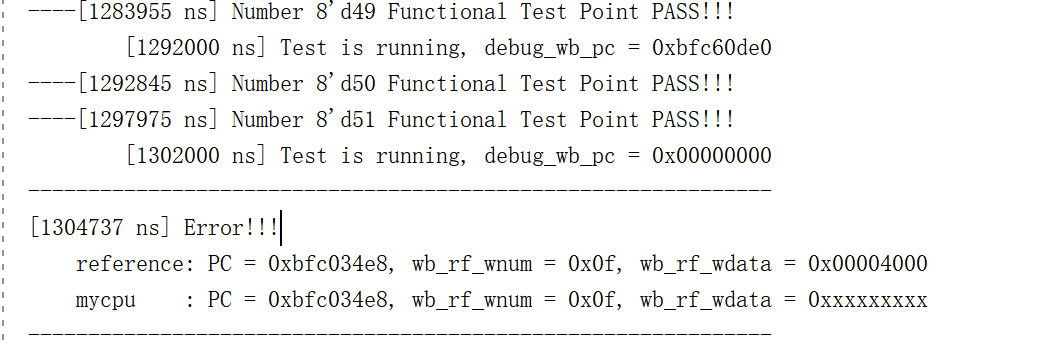 ----[1283955 ns] Number 8'd49 Functional Test Point PASS!!!
[1292000 ns] Test is running, debug_wb_pc = 0xbfc60de0
----[1292845 ns] Number 8'd50 Functional Test Point PASS!!!
----[1297975 ns] Number 8'd51 Functional Test Point PASS!!!
[1302000 ns] Test is running, debug_wb_pc = 0x00000000
--------------------------------------------------------------
[1304737 ns] Error!!!
reference: PC = 0xbfc034e8, wb_rf_wnum = 0x0f, wb_rf_wdata = 0x00004000
mycpu    : PC = 0xbfc034e8, wb_rf_wnum = 0x0f, wb_rf_wdata = 0xxxxxxxxx
--------------------------------------------------------------